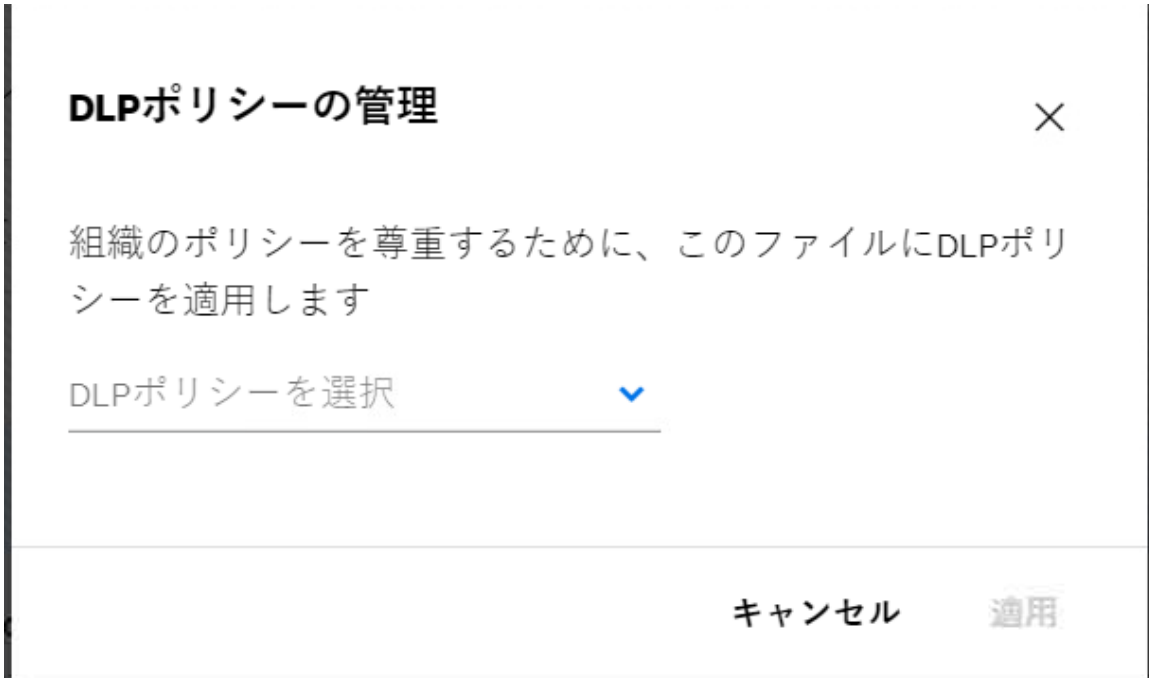 DLPポリシーの管理
組織のポリシーを尊重するために、このファイルにDLPポリ
シーを適用します
DLPポリシーを選択
キャンセル
適用